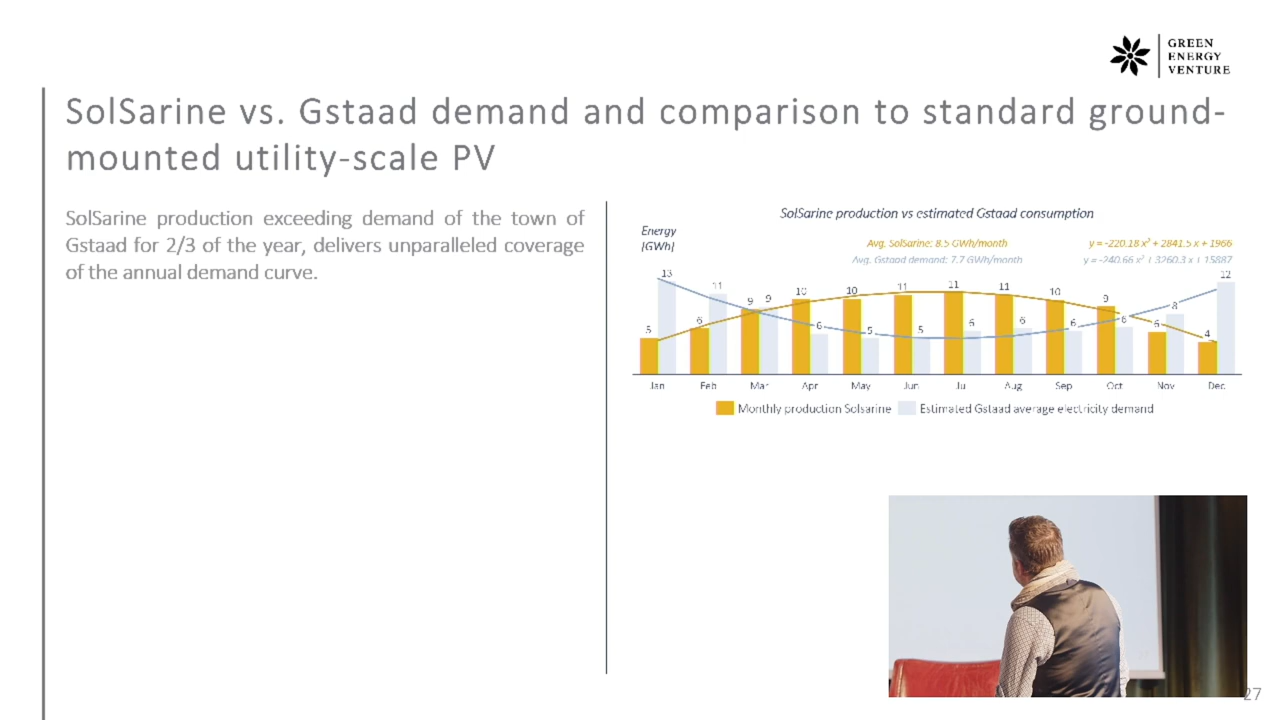 GREEN
ENERGY
VENTURE
SolSarine vs. Gstaad demand and comparison to standard ground-
mounted utility-scale PV
SolSarine production exceeding demand of the town of
Gstaad for 2/3 of the year, delivers unparalleled coverage
of the annual demand curve.
SolSarine production vs estimated Gstaad consumption
Energy
[GWh]
Avg. SolSarine: 8.5 GWh/month
y = -220.18 x² + 2841.5 x + 1966
Avg. Gstaad demand: 7.7 GWh/month
y = -240.66 x² + 3260.3 x + 15887
5 13 6 11 9 9 10 6 10 5 11 5 11 6 11 6 10 6 9 6 6 8 4 12
Jan Feb Mar Apr May Jun Ju Aug Sep Oct Nov Dec
Monthly production Solsarine Estimated Gstaad average electricity demand
27